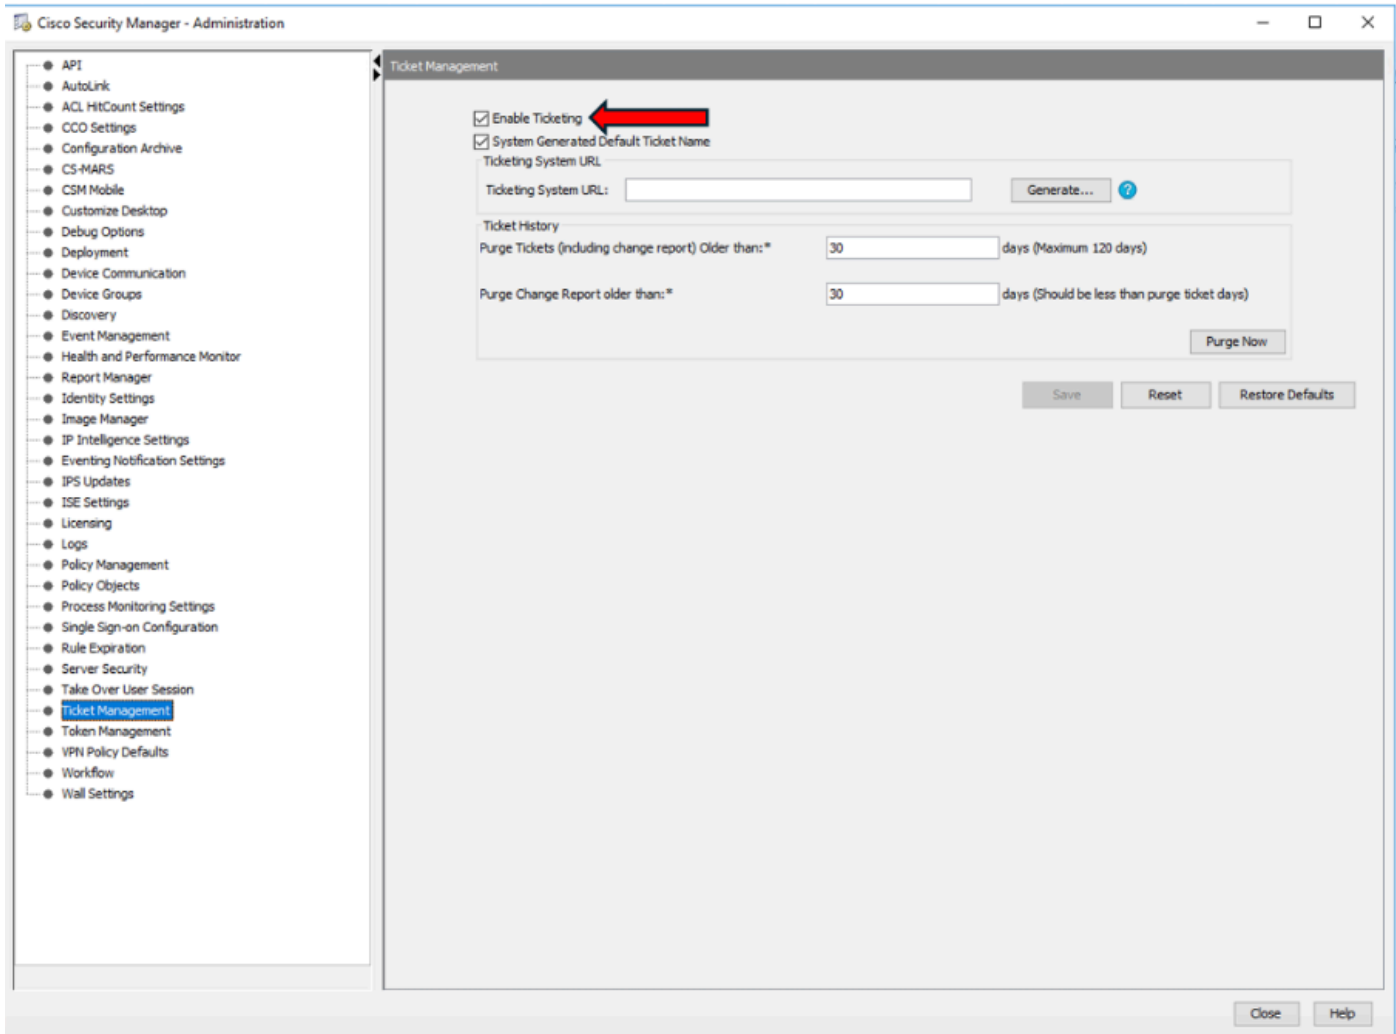 Cisco Security Manager - Administration
API
AutoLink
ACL HitCount Settings
CCO Settings
Configuration Archive
CS-MARS
CSM Mobile
Customize Desktop
Debug Options
Deployment
Device Communication
Device Groups
Discovery
Event Management
Health and Performance Monitor
Report Manager
Identity Settings
Image Manager
IP Intelligence Settings
Eventing Notification Settings
IPS Updates
ISE Settings
Licensing
Logs
Policy Management
Policy Objects
Process Monitoring Settings
Single Sign-on Configuration
Rule Expiration
Server Security
Take Over User Session
Ticket Management
Token Management
VPN Policy Defaults
Workflow
Wall Settings
Ticket Management
Enable Ticketing
System Generated Default Ticket Name
Ticketing System URL
Ticketing System URL: Generate... ?
Ticket History
Purge Tickets (including change report) Older than:* 30 days (Maximum 120 days)
Purge Change Report older than:* 30 days (Should be less than purge ticket days)
Purge Now
Save Reset Restore Defaults
Close Help